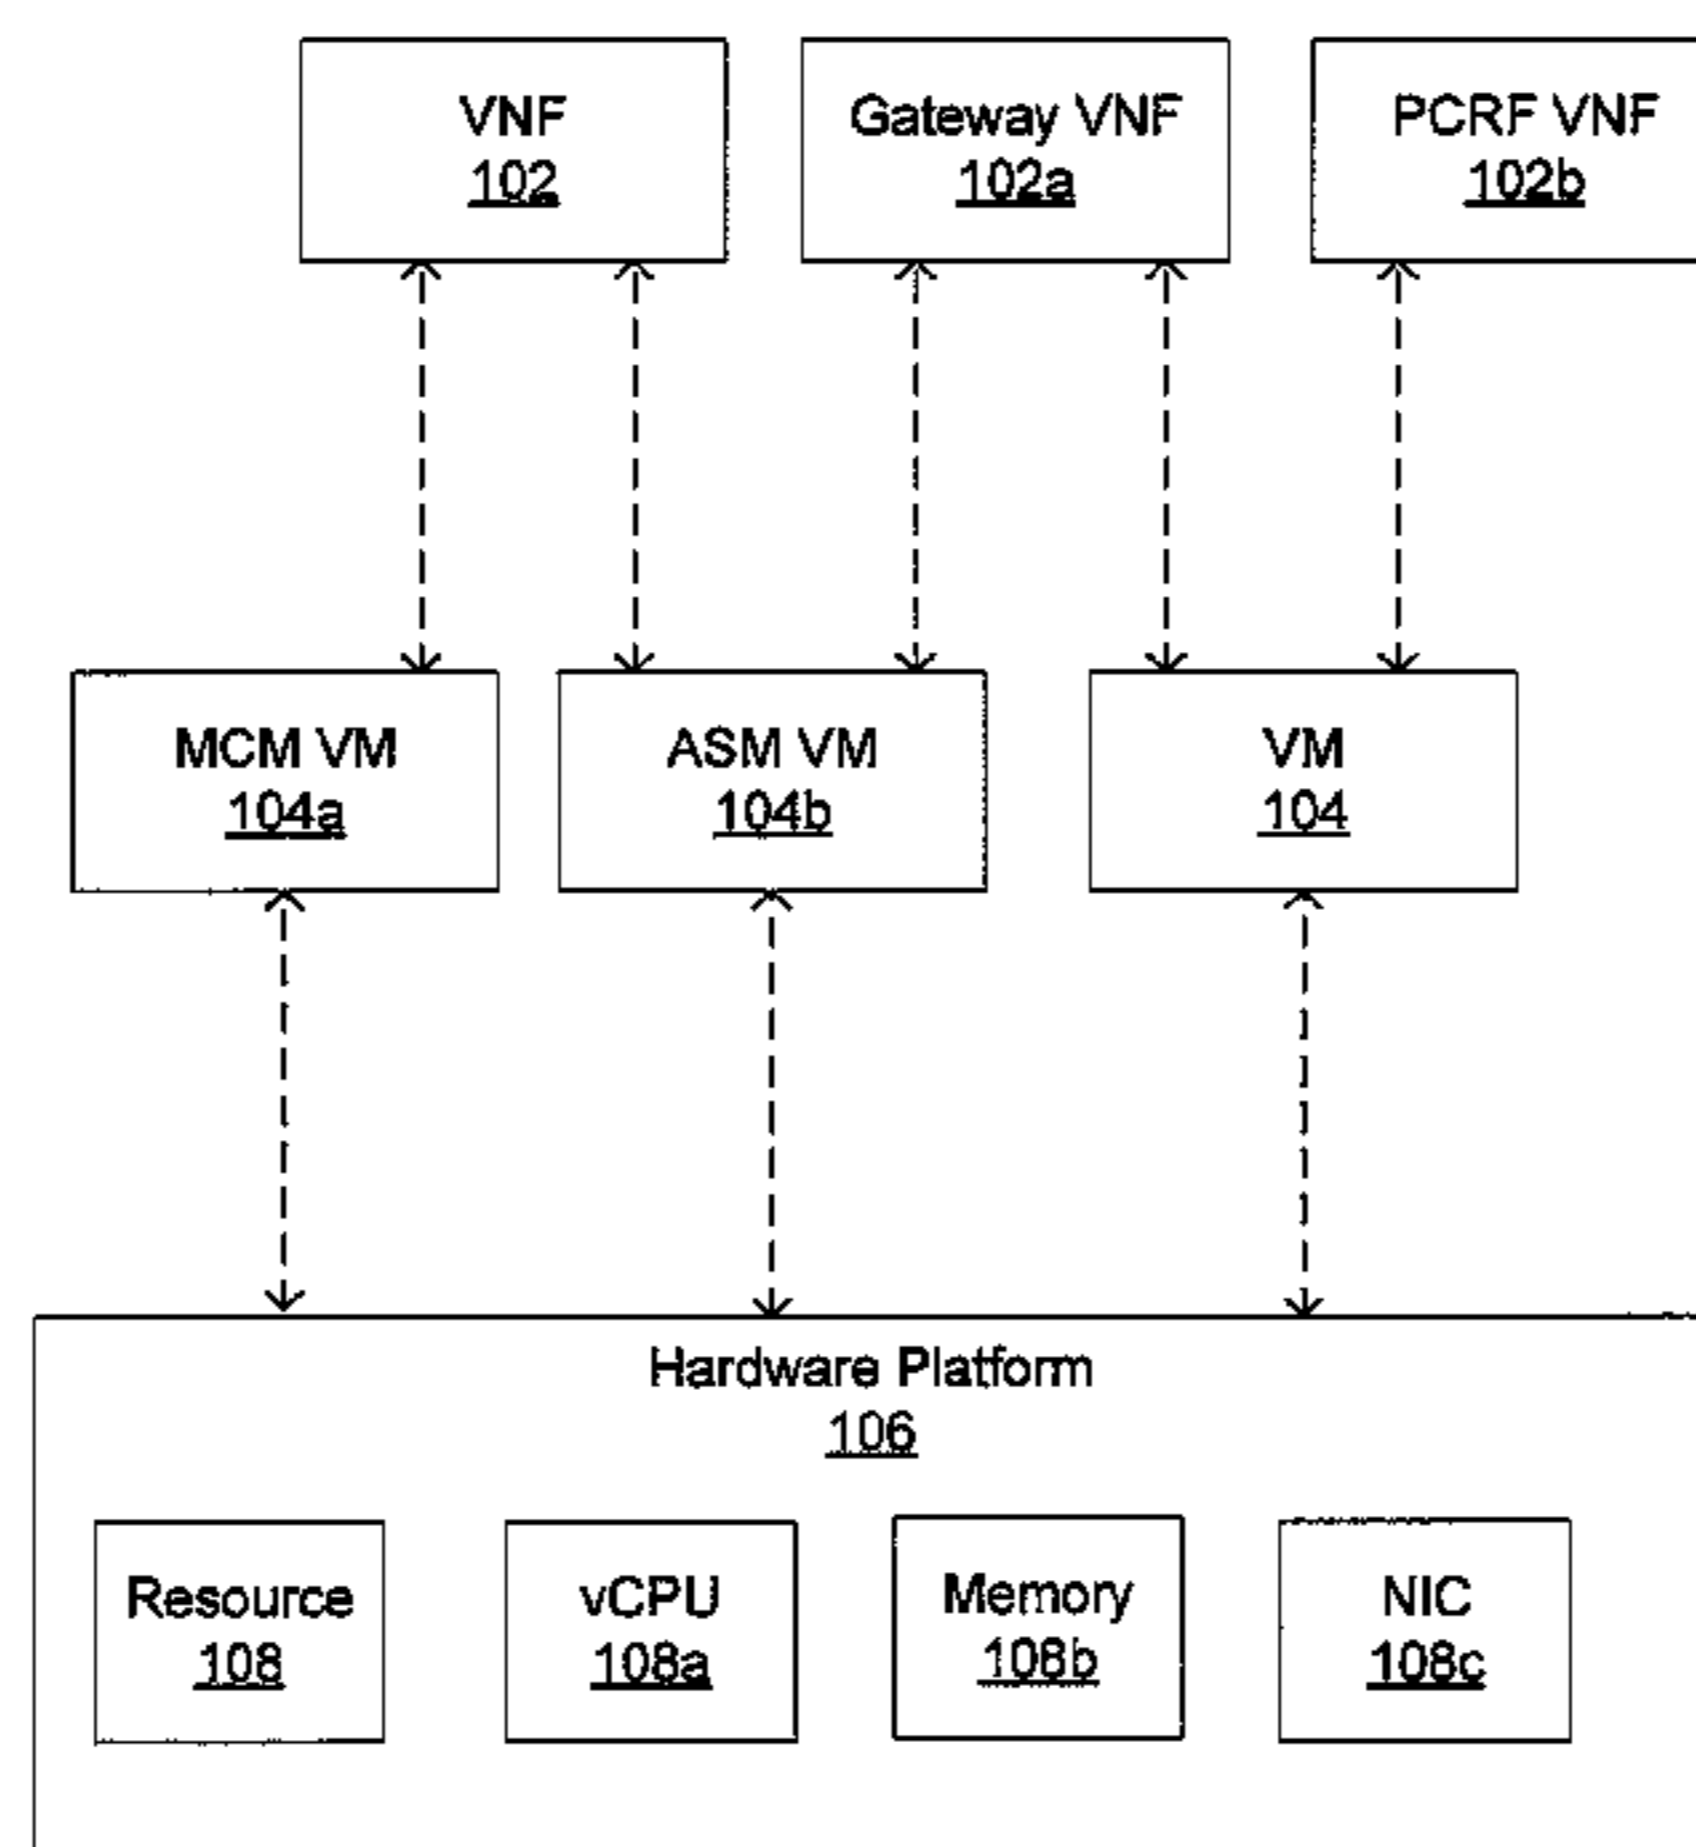 VNF
102
Gateway VNF
102a
PCRF VNF
102b
MCM VM
104a
ASM VM
104b
VM
104
Hardware Platform
106
Resource
108
vCPU
108a
Memory
108b
NIC
108c